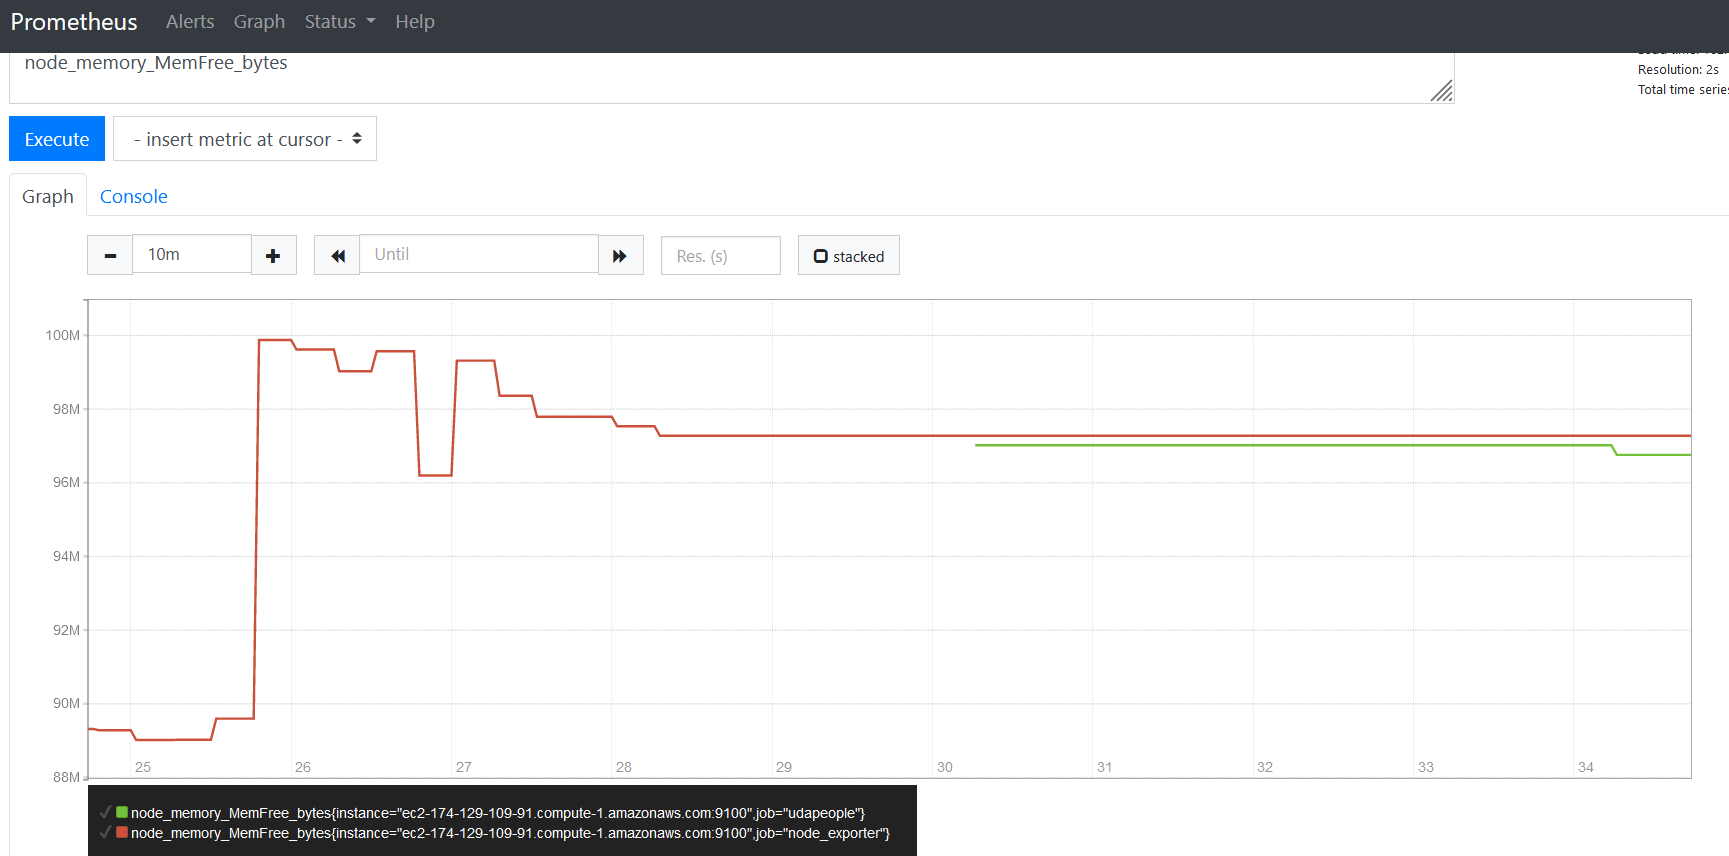 Prometheus Alerts Graph Status Help
node_memory_MemFree_bytes
Resolution: 2s
Total time series
Execute - insert metric at cursor -
Graph Console
10m Until Res. (s) stacked
100M
98M
96M
94M
92M
90M
88M
25 26 27 28 29 30 31 32 33 34
node_memory_MemFree_bytes{instance="ec2-174-129-109-91.compute-1.amazonaws.com:9100",job="udapeople"}
node_memory_MemFree_bytes{instance="ec2-174-129-109-91.compute-1.amazonaws.com:9100",job="node_exporter"}